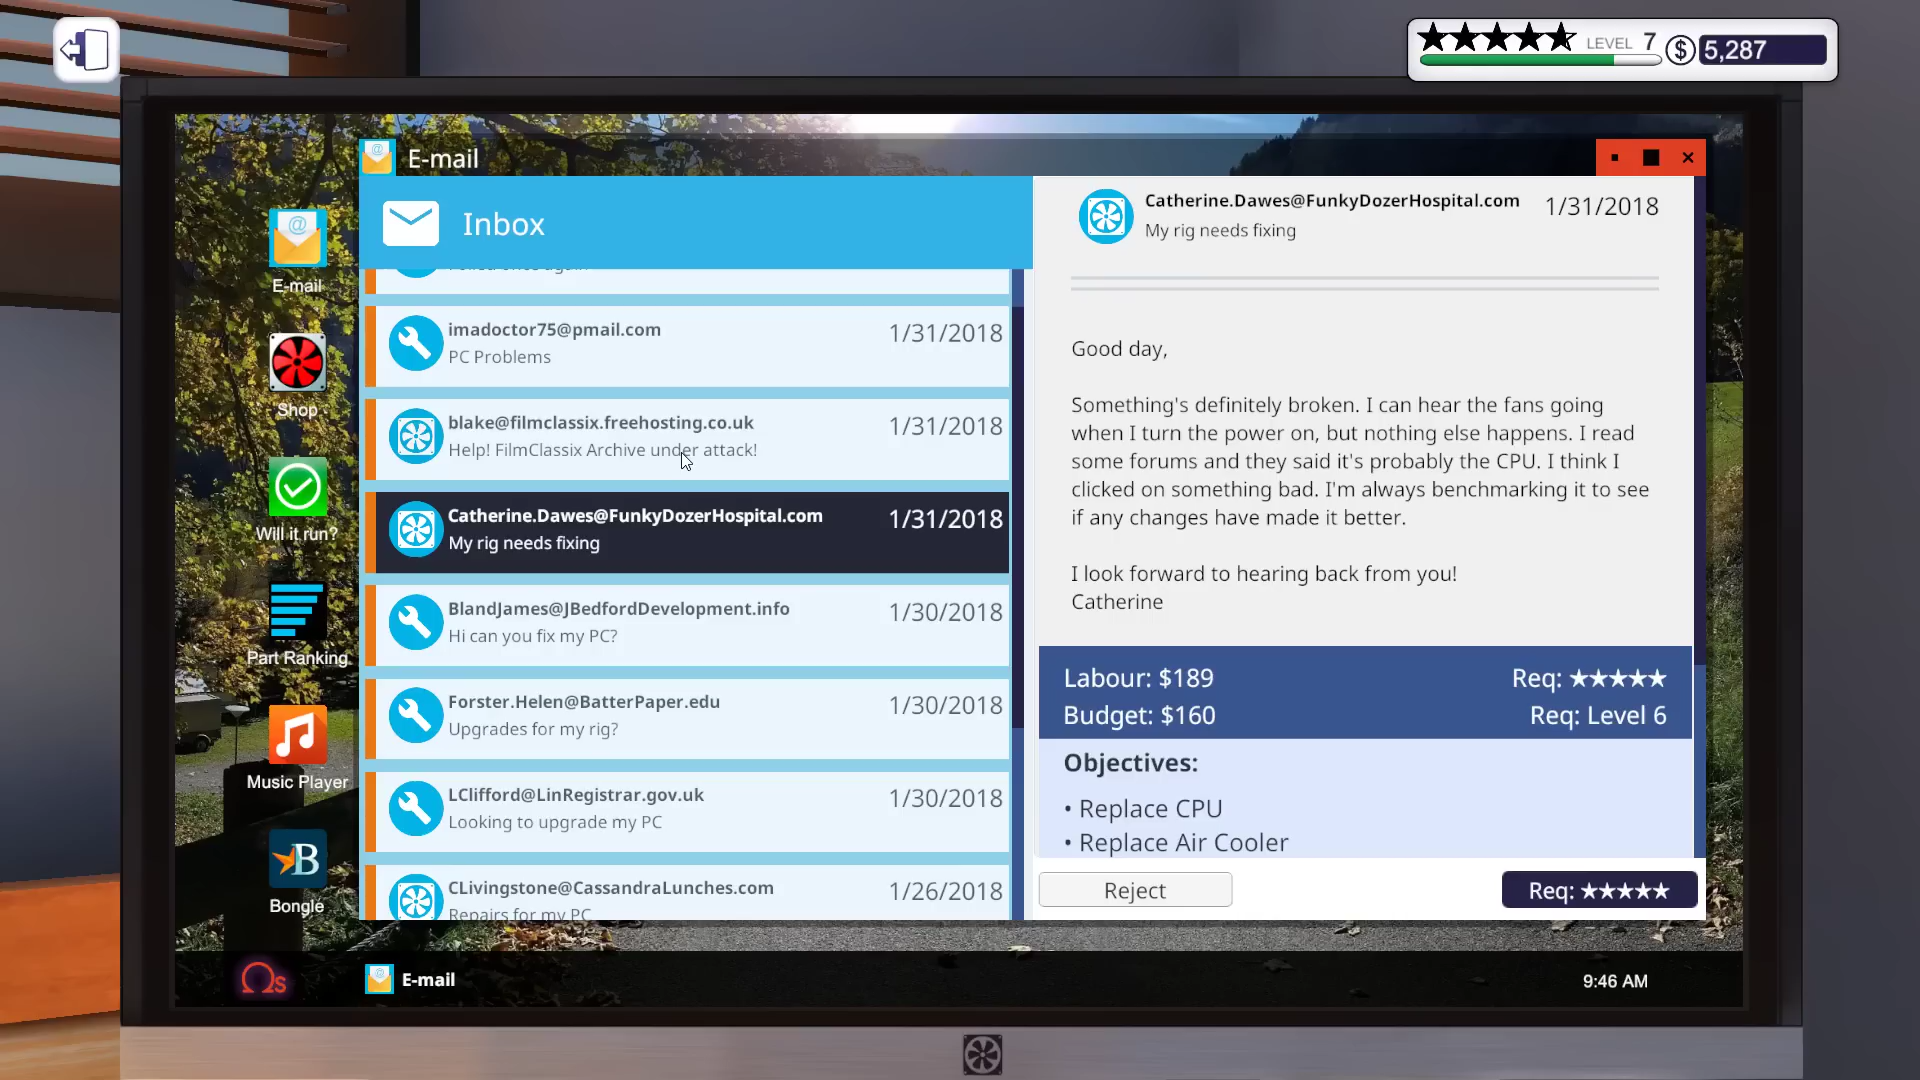 LEVEL 7
5,287
E-mail
Inbox
E-mail
Shop
Will it run?
Part Ranking
Music Player
Bongle
imadoctor75@pmail.com
1/31/2018
PC Problems
blake@filmclassix.freehosting.co.uk
1/31/2018
Help! FilmClassix Archive under attack!
Catherine.Dawes@FunkyDozerHospital.com
1/31/2018
My rig needs fixing
BlandJames@JBedfordDevelopment.info
1/30/2018
Hi can you fix my PC?
Forster.Helen@BatterPaper.edu
1/30/2018
Upgrades for my rig?
LClifford@LinRegistrar.gov.uk
1/30/2018
Looking to upgrade my PC
CLivingstone@CassandraLunches.com
1/26/2018
Repairs for my PC
Catherine.Dawes@FunkyDozerHospital.com
1/31/2018
My rig needs fixing
Good day,
Something's definitely broken. I can hear the fans going
when I turn the power on, but nothing else happens. I read
some forums and they said it's probably the CPU. I think I
clicked on something bad. I'm always benchmarking it to see
if any changes have made it better.
I look forward to hearing back from you!
Catherine
Labour: $189
Req: ★★★★★
Budget: $160
Req: Level 6
Objectives:
• Replace CPU
• Replace Air Cooler
Reject
Req: ★★★★★
Ωs
E-mail
9:46 AM